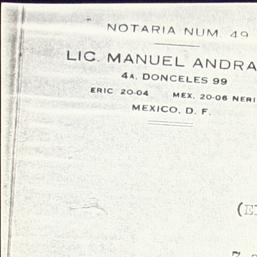 NOTARIA NUM. 49
LIC. MANUEL ANDRA
4A. DONCELES 99
ERIC 20-04 MEX. 20-06 NERI
MEXICO, D. F.
(E